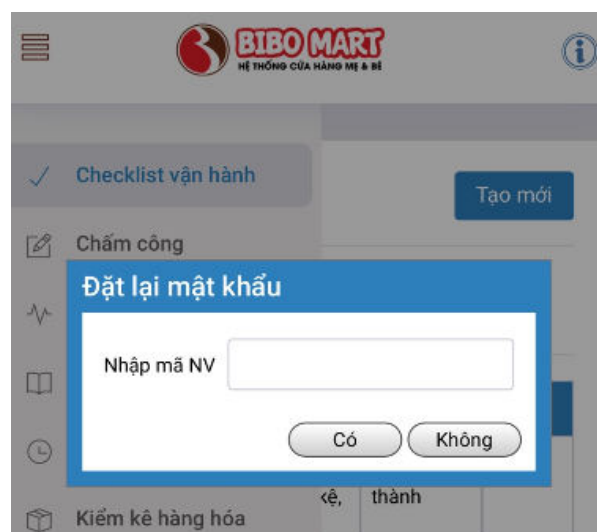 BIBO MART
HỆ THỐNG CỬA HÀNG MẸ & BÉ
Checklist vận hành
Tạo mới
Chấm công
Đặt lại mật khẩu
Nhập mã NV
Có
Không
kệ,
thành
Kiểm kê hàng hóa